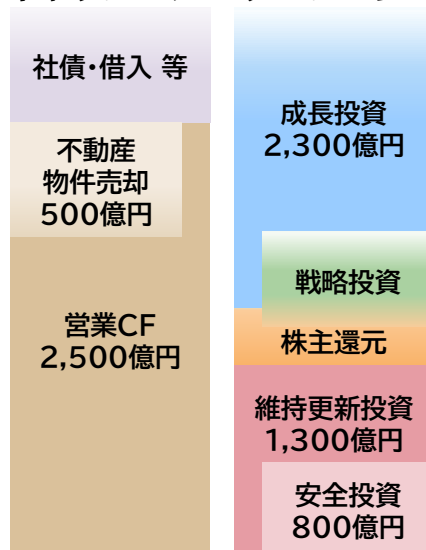 社債・借入 等
不動産
物件売却
500億円
営業CF
2,500億円
成長投資
2,300億円
戦略投資
株主還元
維持更新投資
1,300億円
安全投資
800億円